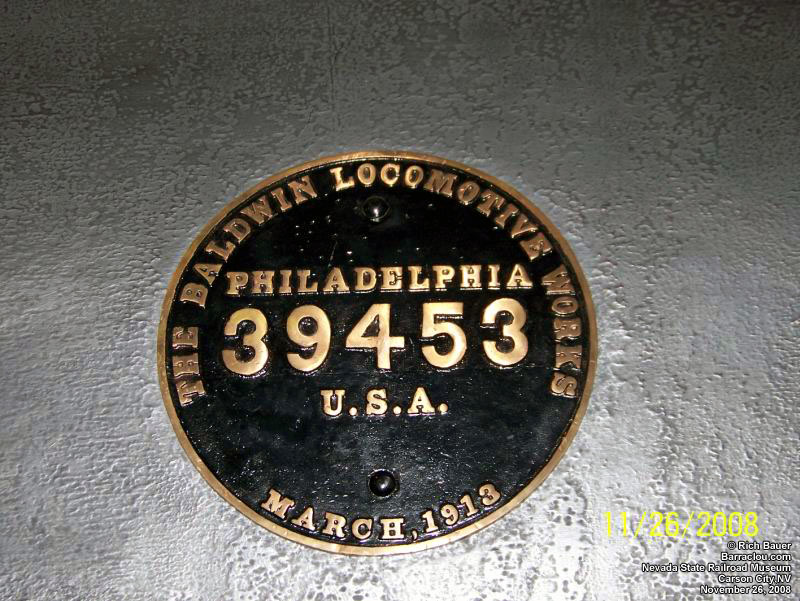 THE BALDWIN LOCOMOTIVE WORKS
PHILADELPHIA
39453
U.S.A.
MARCH, 1913
11/26/2008
© Rich Bauer
Barraclou.com
Nevada State Railroad Museum
Carson City NV
November 26, 2008